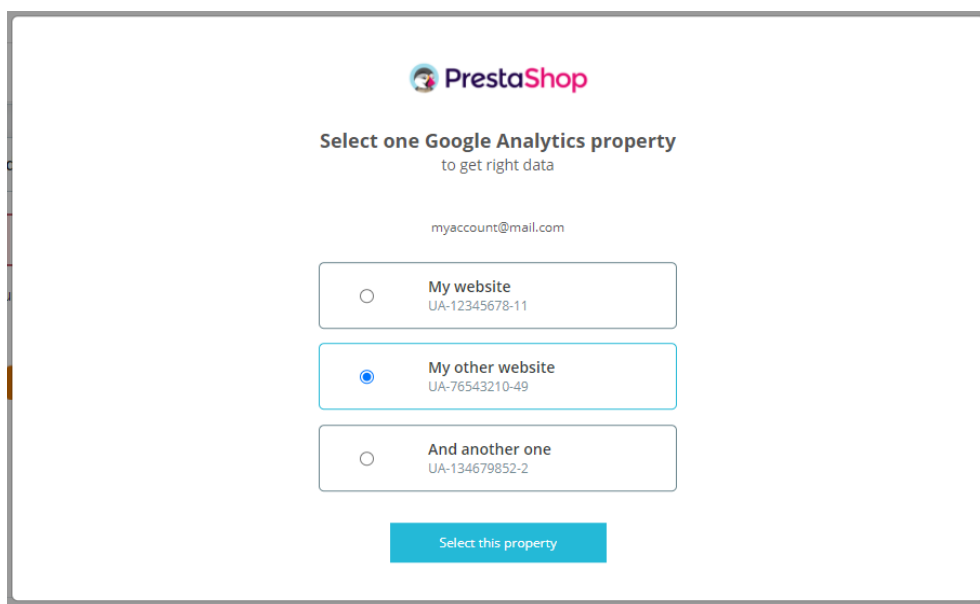 PrestaShop
Select one Google Analytics property
to get right data
myaccount@mail.com
My website
UA-12345678-11
My other website
UA-76543210-49
And another one
UA-134679852-2
Select this property